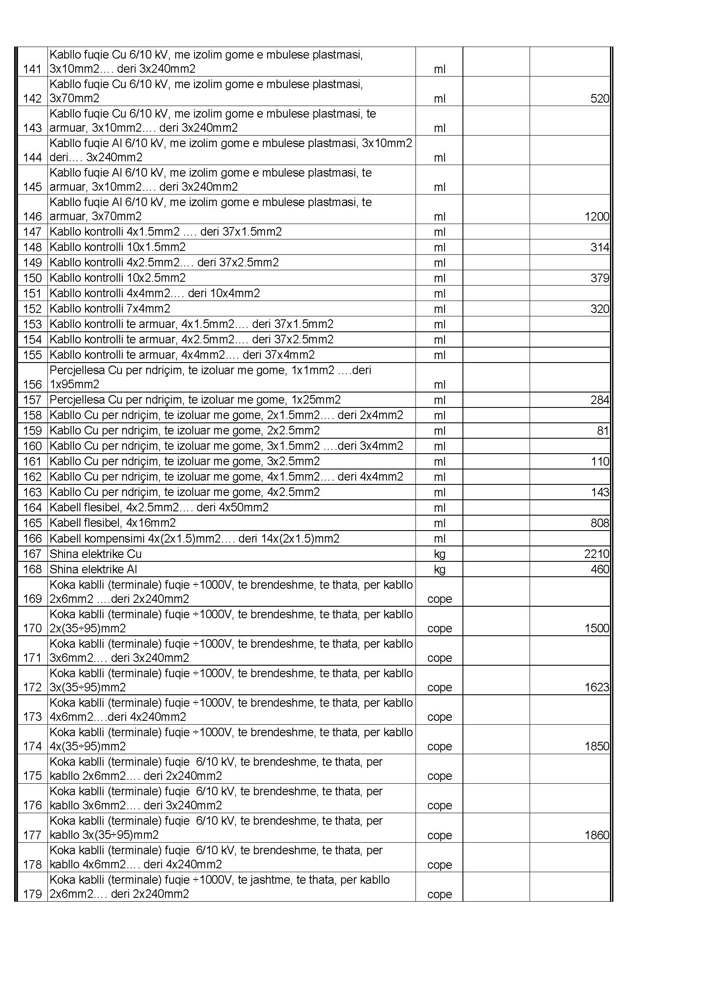 Kabllo fuqie Cu 6/10 kV, me izolim gome e mbulese plastmasi,
141 3x10mm2…. deri 3x240mm2 ml
Kabllo fuqie Cu 6/10 kV, me izolim gome e mbulese plastmasi,
142 3x70mm2 ml 520
Kabllo fuqie Cu 6/10 kV, me izolim gome e mbulese plastmasi, te
143 armuar, 3x10mm2…. deri 3x240mm2 ml
Kabllo fuqie Al 6/10 kV, me izolim gome e mbulese plastmasi, 3x10mm2
144 deri…. 3x240mm2 ml
Kabllo fuqie Al 6/10 kV, me izolim gome e mbulese plastmasi, te
145 armuar, 3x10mm2…. deri 3x240mm2 ml
Kabllo fuqie Al 6/10 kV, me izolim gome e mbulese plastmasi, te
146 armuar, 3x70mm2 ml 1200
147 Kabllo kontrolli 4x1.5mm2 …. deri 37x1.5mm2 ml
148 Kabllo kontrolli 10x1.5mm2 ml 314
149 Kabllo kontrolli 4x2.5mm2…. deri 37x2.5mm2 ml
150 Kabllo kontrolli 10x2.5mm2 ml 379
151 Kabllo kontrolli 4x4mm2…. deri 10x4mm2 ml
152 Kabllo kontrolli 7x4mm2 ml 320
153 Kabllo kontrolli te armuar, 4x1.5mm2…. deri 37x1.5mm2 ml
154 Kabllo kontrolli te armuar, 4x2.5mm2…. deri 37x2.5mm2 ml
155 Kabllo kontrolli te armuar, 4x4mm2…. deri 37x4mm2 ml
Percjellesa Cu per ndriçim, te izoluar me gome, 1x1mm2 ….deri
156 1x95mm2 ml
157 Percjellesa Cu per ndriçim, te izoluar me gome, 1x25mm2 ml 284
158 Kabllo Cu per ndriçim, te izoluar me gome, 2x1.5mm2…. deri 2x4mm2 ml
159 Kabllo Cu per ndriçim, te izoluar me gome, 2x2.5mm2 ml 81
160 Kabllo Cu per ndriçim, te izoluar me gome, 3x1.5mm2 ….deri 3x4mm2 ml
161 Kabllo Cu per ndriçim, te izoluar me gome, 3x2.5mm2 ml 110
162 Kabllo Cu per ndriçim, te izoluar me gome, 4x1.5mm2…. deri 4x4mm2 ml
163 Kabllo Cu per ndriçim, te izoluar me gome, 4x2.5mm2 ml 143
164 Kabell flesibel, 4x2.5mm2…. deri 4x50mm2 ml
165 Kabell flesibel, 4x16mm2 ml 808
166 Kabell kompensimi 4x(2x1.5)mm2…. deri 14x(2x1.5)mm2 ml
167 Shina elektrike Cu kg 2210
168 Shina elektrike Al kg 460
Koka kablli (terminale) fuqie ÷1000V, te brendeshme, te thata, per kabllo
169 2x6mm2 ….deri 2x240mm2 cope
Koka kablli (terminale) fuqie ÷1000V, te brendeshme, te thata, per kabllo
170 2x(35÷95)mm2 cope 1500
Koka kablli (terminale) fuqie ÷1000V, te brendeshme, te thata, per kabllo
171 3x6mm2…. deri 3x240mm2 cope
Koka kablli (terminale) fuqie ÷1000V, te brendeshme, te thata, per kabllo
172 3x(35÷95)mm2 cope 1623
Koka kablli (terminale) fuqie ÷1000V, te brendeshme, te thata, per kabllo
173 4x6mm2….deri 4x240mm2 cope
Koka kablli (terminale) fuqie ÷1000V, te brendeshme, te thata, per kabllo
174 4x(35÷95)mm2 cope 1850
Koka kablli (terminale) fuqie  6/10 kV, te brendeshme, te thata, per
175 kabllo 2x6mm2…. deri 2x240mm2 cope
Koka kablli (terminale) fuqie  6/10 kV, te brendeshme, te thata, per
176 kabllo 3x6mm2…. deri 3x240mm2 cope
Koka kablli (terminale) fuqie  6/10 kV, te brendeshme, te thata, per
177 kabllo 3x(35÷95)mm2 cope 1860
Koka kablli (terminale) fuqie  6/10 kV, te brendeshme, te thata, per
178 kabllo 4x6mm2…. deri 4x240mm2 cope
Koka kablli (terminale) fuqie ÷1000V, te jashtme, te thata, per kabllo
179 2x6mm2…. deri 2x240mm2 cope